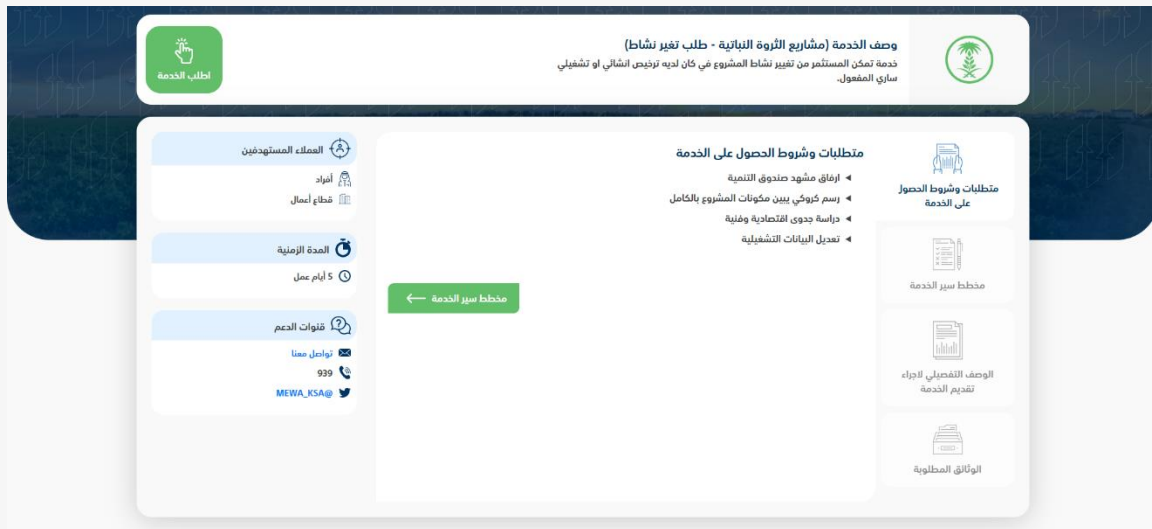 وصف الخدمة (مشاريع الثروة النباتية - طلب تغير نشاط)
خدمة تمكن المستثمر من تغيير نشاط المشروع في كان لديه ترخيص انشائي او تشغيلي
ساري المفعول.
اطلب الخدمة
متطلبات وشروط الحصول
على الخدمة
مخطط سير الخدمة
الوصف التفصيلي لاجراء
تقديم الخدمة
الوثائق المطلوبة
متطلبات وشروط الحصول على الخدمة
ارفاق مشهد صندوق التنمية
رسم كروكي يبين مكونات المشروع بالكامل
دراسة جدوى اقتصادية وفنية
تعديل البيانات التشغيلية
مخطط سير الخدمة
العملاء المستهدفين
أفراد
قطاع أعمال
المدة الزمنية
5 أيام عمل
قنوات الدعم
تواصل معنا
939
@MEWA_KSA